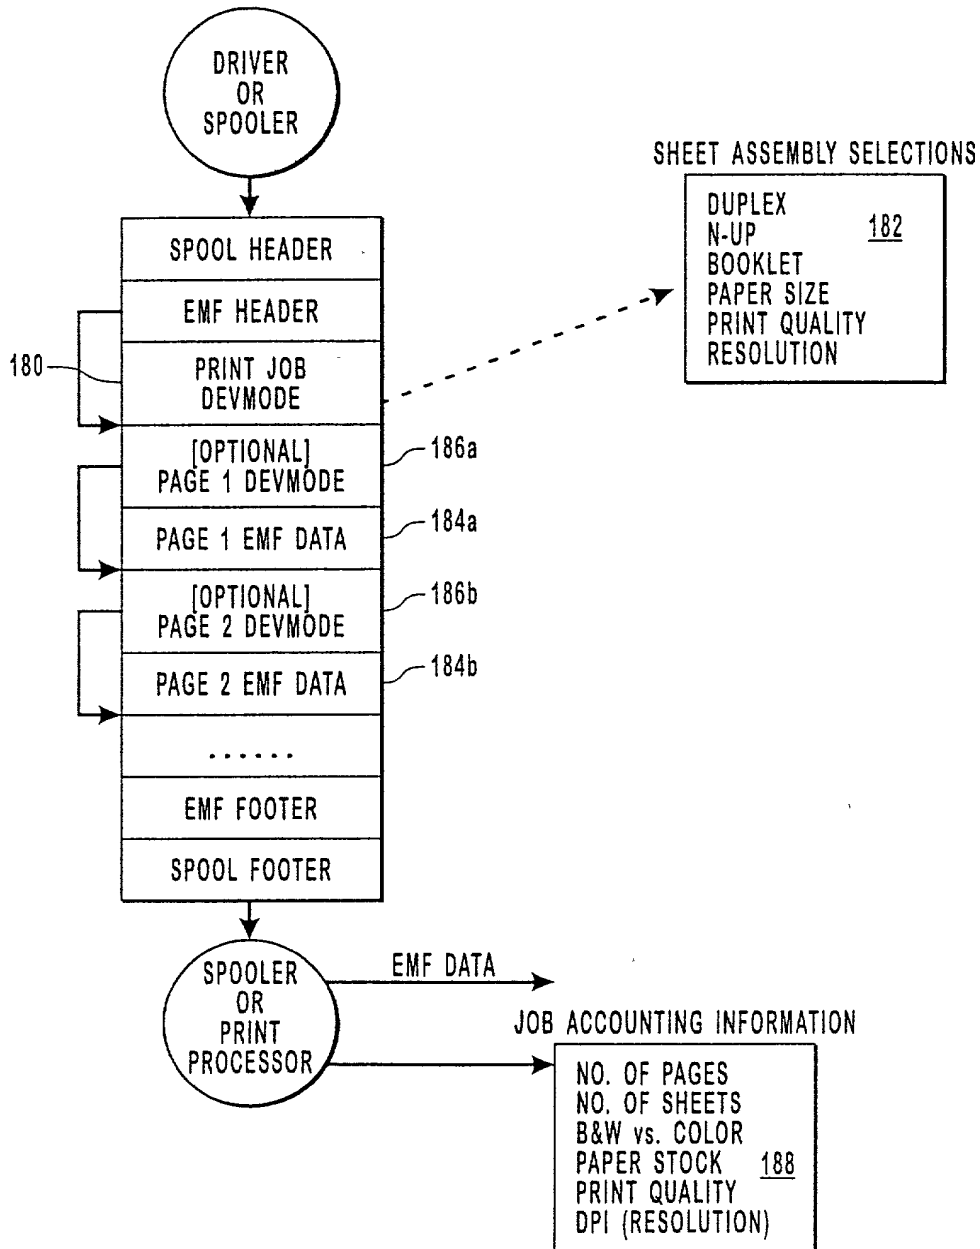 DRIVER
OR
SPOOLER
SHEET ASSEMBLY SELECTIONS
DUPLEX
N-UP
182
BOOKLET
PAPER SIZE
PRINT QUALITY
RESOLUTION
SPOOL HEADER
EMF HEADER
180
PRINT JOB
DEVMODE
[OPTIONAL]
PAGE 1 DEVMODE
186a
PAGE 1 EMF DATA
184a
[OPTIONAL]
PAGE 2 DEVMODE
186b
PAGE 2 EMF DATA
184b
......
EMF FOOTER
SPOOL FOOTER
SPOOLER
OR
PRINT
PROCESSOR
EMF DATA
JOB ACCOUNTING INFORMATION
NO. OF PAGES
NO. OF SHEETS
B&W vs. COLOR
PAPER STOCK
188
PRINT QUALITY
DPI (RESOLUTION)